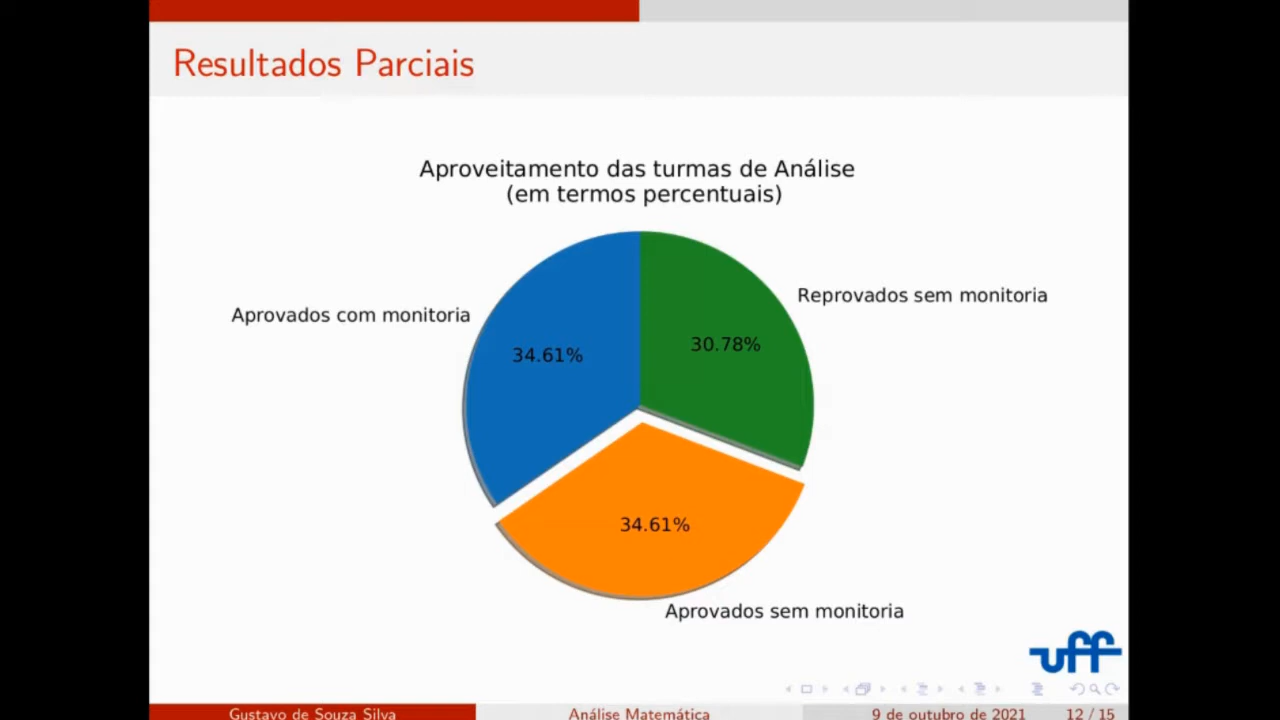 Resultados Parciais
Aproveitamento das turmas de Análise
(em termos percentuais)
Reprovados sem monitoria
Aprovados com monitoria
30.78%
34.61%
34.61%
Aprovados sem monitoria
uff
Gustavo de Souza Silva
Análise Matemática
9 de outubro de 2021
12 / 15